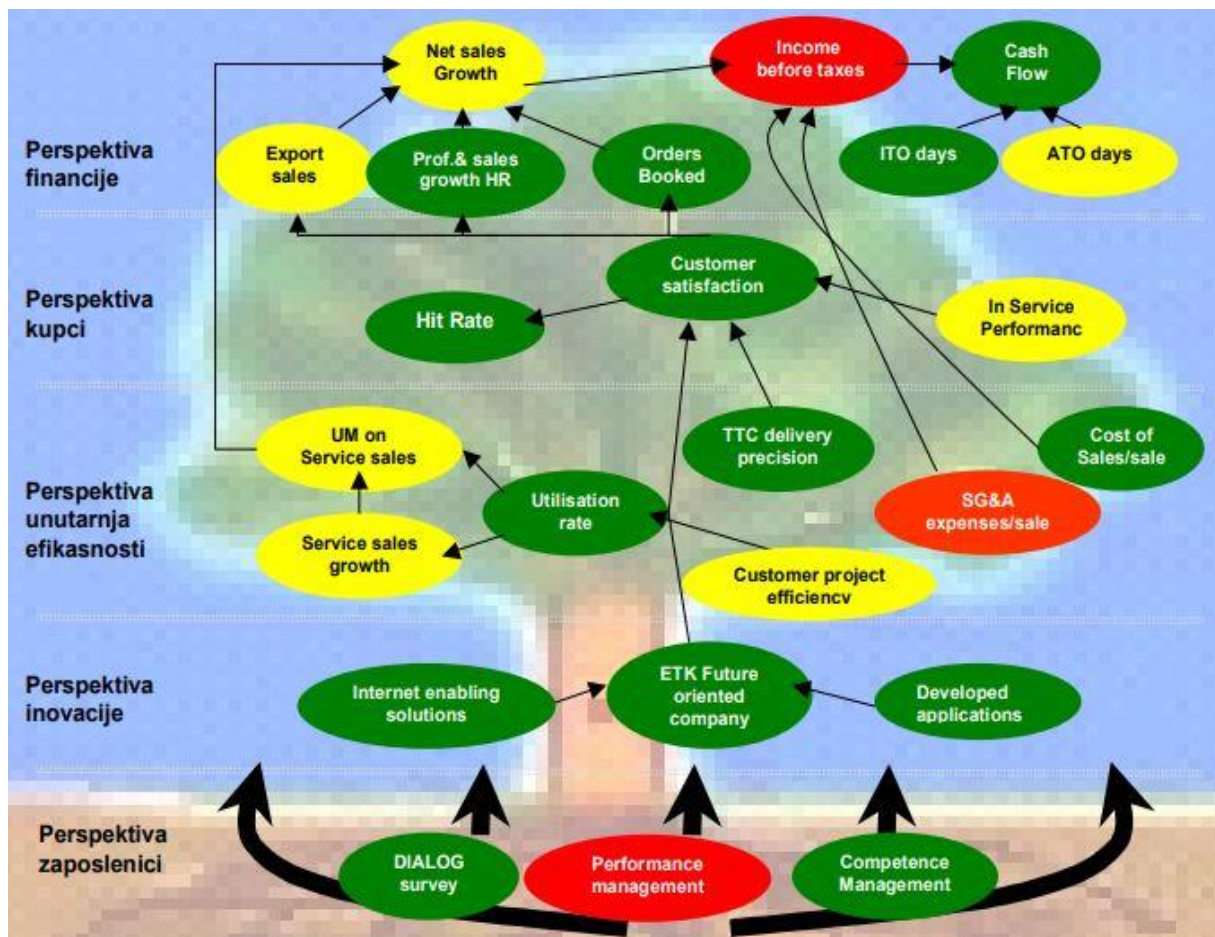 Net sales
Growth
Income
before taxes
Cash
Flow
Perspektiva
financije
Export
sales
Prof.& sales
growth HR
Orders
Booked
ITO days
ATO days
Perspektiva
kupci
Customer
satisfaction
Hit Rate
In Service
Performanc
UM on
Service sales
TTC delivery
precision
Cost of
Sales/sale
Perspektiva
unutarnja
efikasnosti
Utilisation
rate
SG&A
expenses/sale
Service sales
growth
Customer project
efficiency
Perspektiva
inovacije
Internet enabling
solutions
ETK Future
oriented
company
Developed
applications
Perspektiva
zaposlenici
DIALOG
survey
Performance
management
Competence
Management